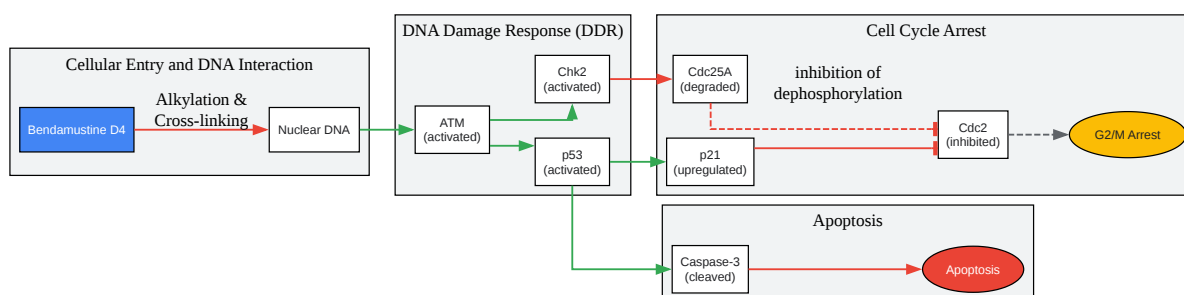 Cellular Entry and DNA Interaction
Bendamustine D4
Alkylation &
Cross-linking
Nuclear DNA
DNA Damage Response (DDR)
ATM
(activated)
Chk2
(activated)
p53
(activated)
Cell Cycle Arrest
Cdc25A
(degraded)
inhibition of
dephosphorylation
p21
(upregulated)
Cdc2
(inhibited)
G2/M Arrest
Apoptosis
Caspase-3
(cleaved)
Apoptosis